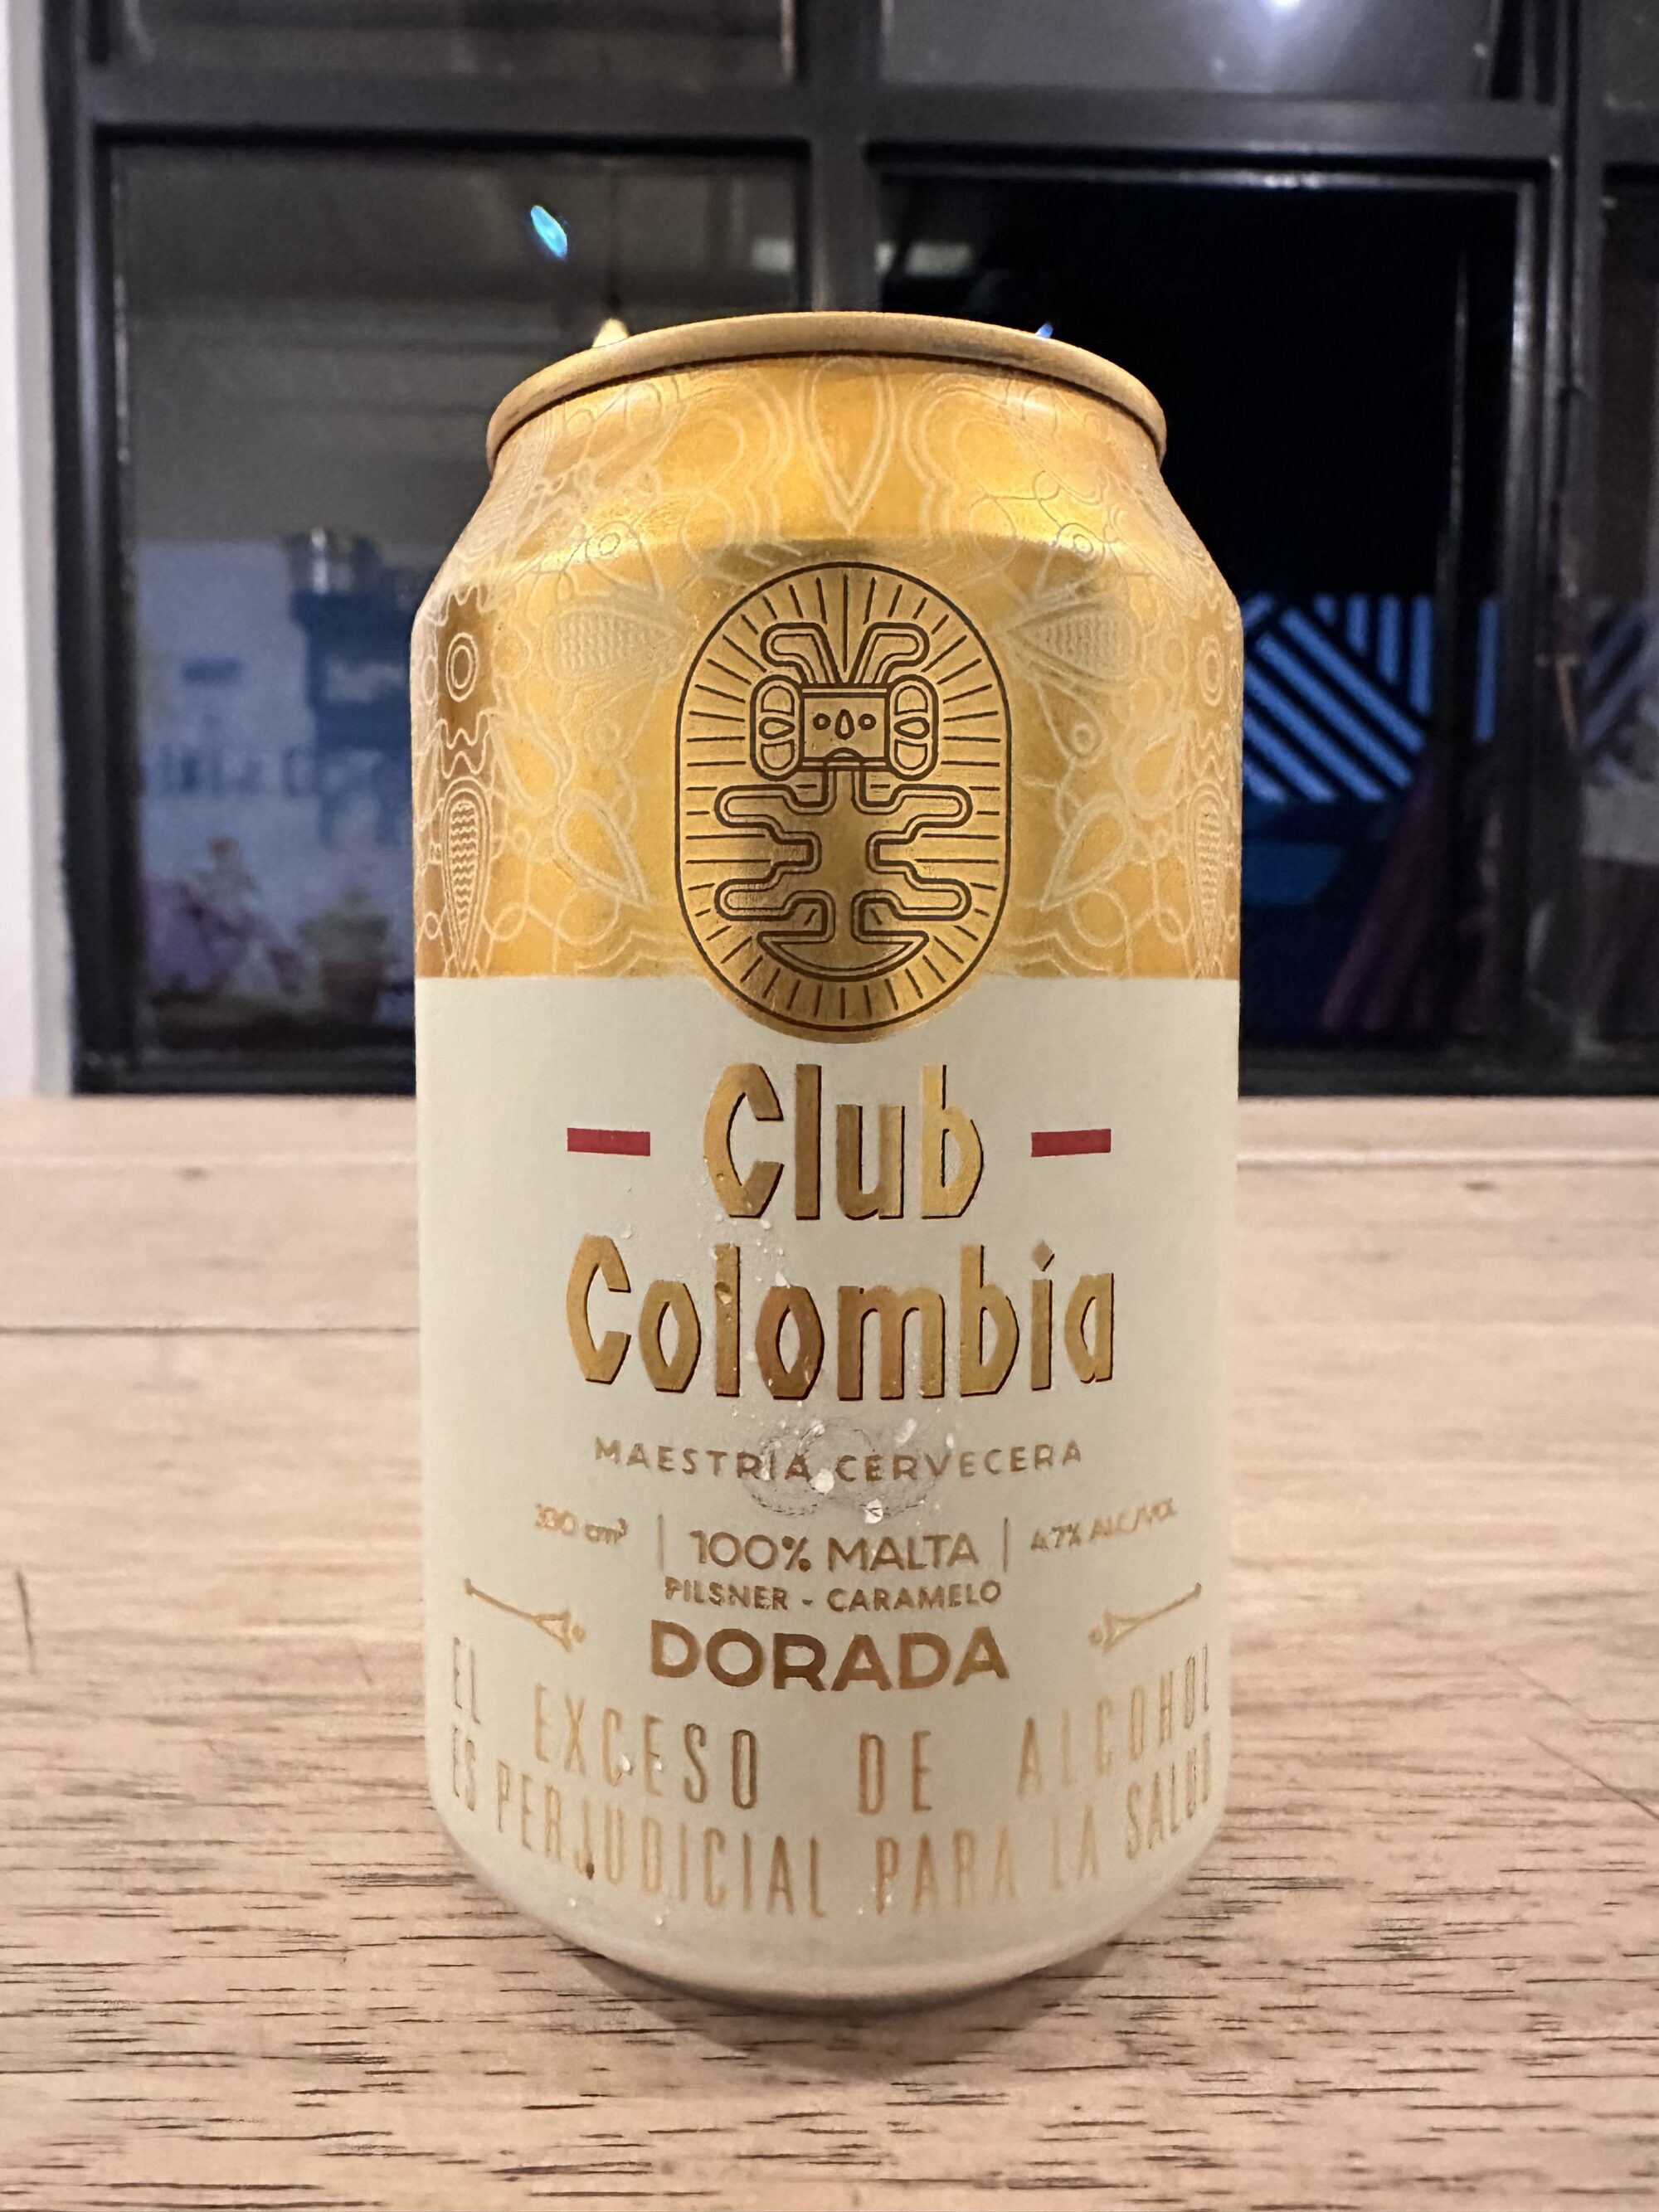 Club
Colombia
MAESTRÍA CERVECERA
330 cm³ | 100% MALTA | 4.7% ALC/VOL
PILSNER - CARAMELO
DORADA
EL EXCESO DE ALCOHOL
ES PERJUDICIAL PARA LA SALUD